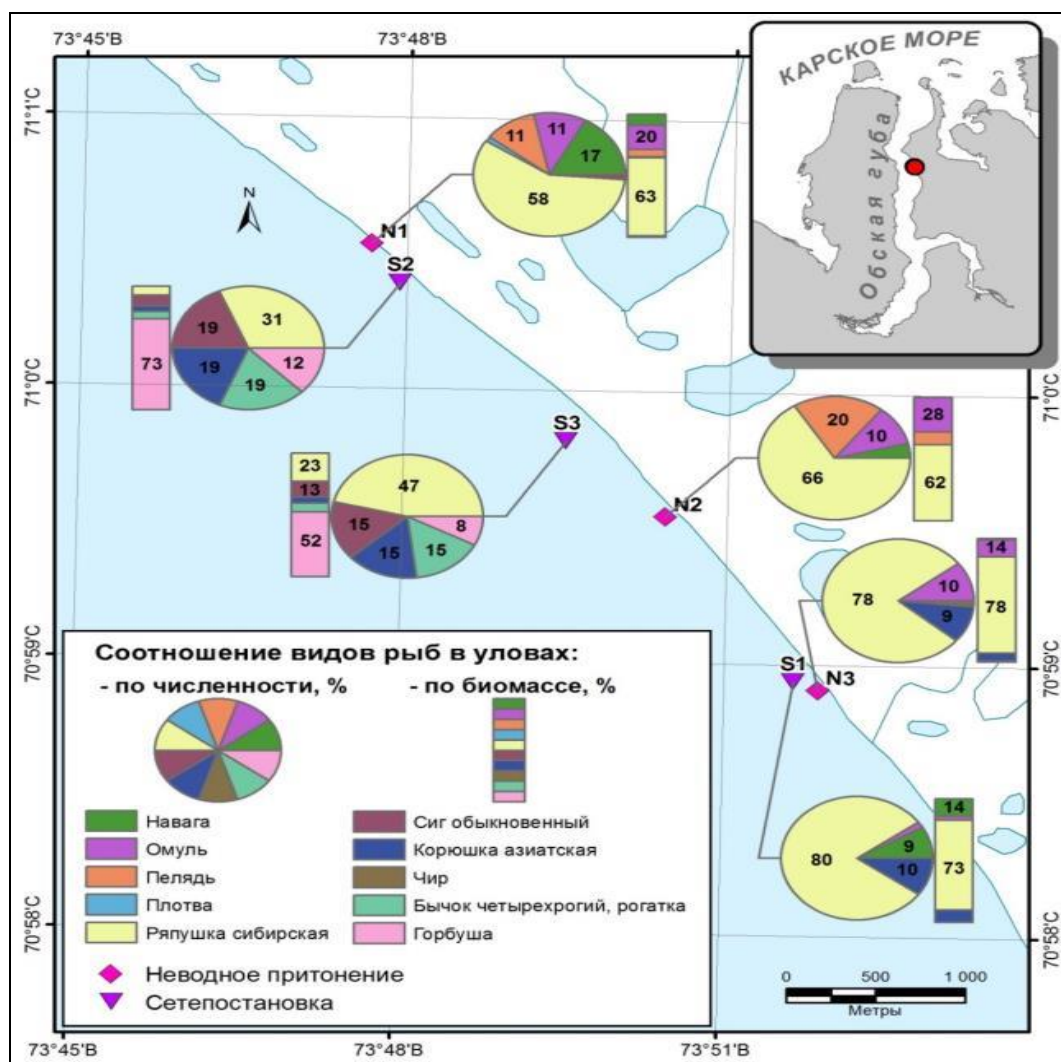 73°45'В
73°48'В
КАРСКОЕ МОРЕ
Обская губа
71°1'С
11
11
17
20
58
63
N
N1
S2
19
31
19
19
12
73
71°0'С
71°0'С
S3
23
13
52
47
15
15
15
8
20
10
66
28
62
N2
78
10
9
14
78
70°59'С
70°59'С
S1
N3
80
9
10
14
73
Соотношение видов рыб в уловах:
- по численности, %
- по биомассе, %
Навага
Сиг обыкновенный
Омуль
Корюшка азиатская
Пелядь
Чир
Плотва
Бычок четырехрогий, рогатка
Ряпушка сибирская
Горбуша
Неводное притонение
Сетепостановка
70°58'С
70°58'С
0 500 1 000
Метры
73°45'В
73°48'В
73°51'В